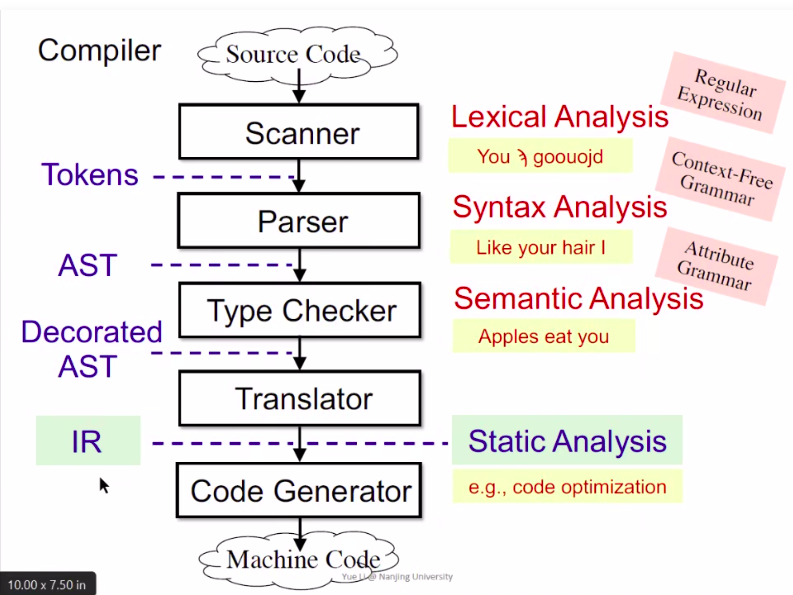 Compiler
Source Code
Regular
Expression
Scanner
Lexical Analysis
You ʡ goouojd
Tokens
Context-Free
Grammar
Parser
Syntax Analysis
Like your hair I
AST
Attribute
Grammar
Type Checker
Semantic Analysis
Apples eat you
Decorated
AST
Translator
IR
Static Analysis
Code Generator
e.g., code optimization
Machine Code
Yue Li @ Nanjing University
10.00 x 7.50 in